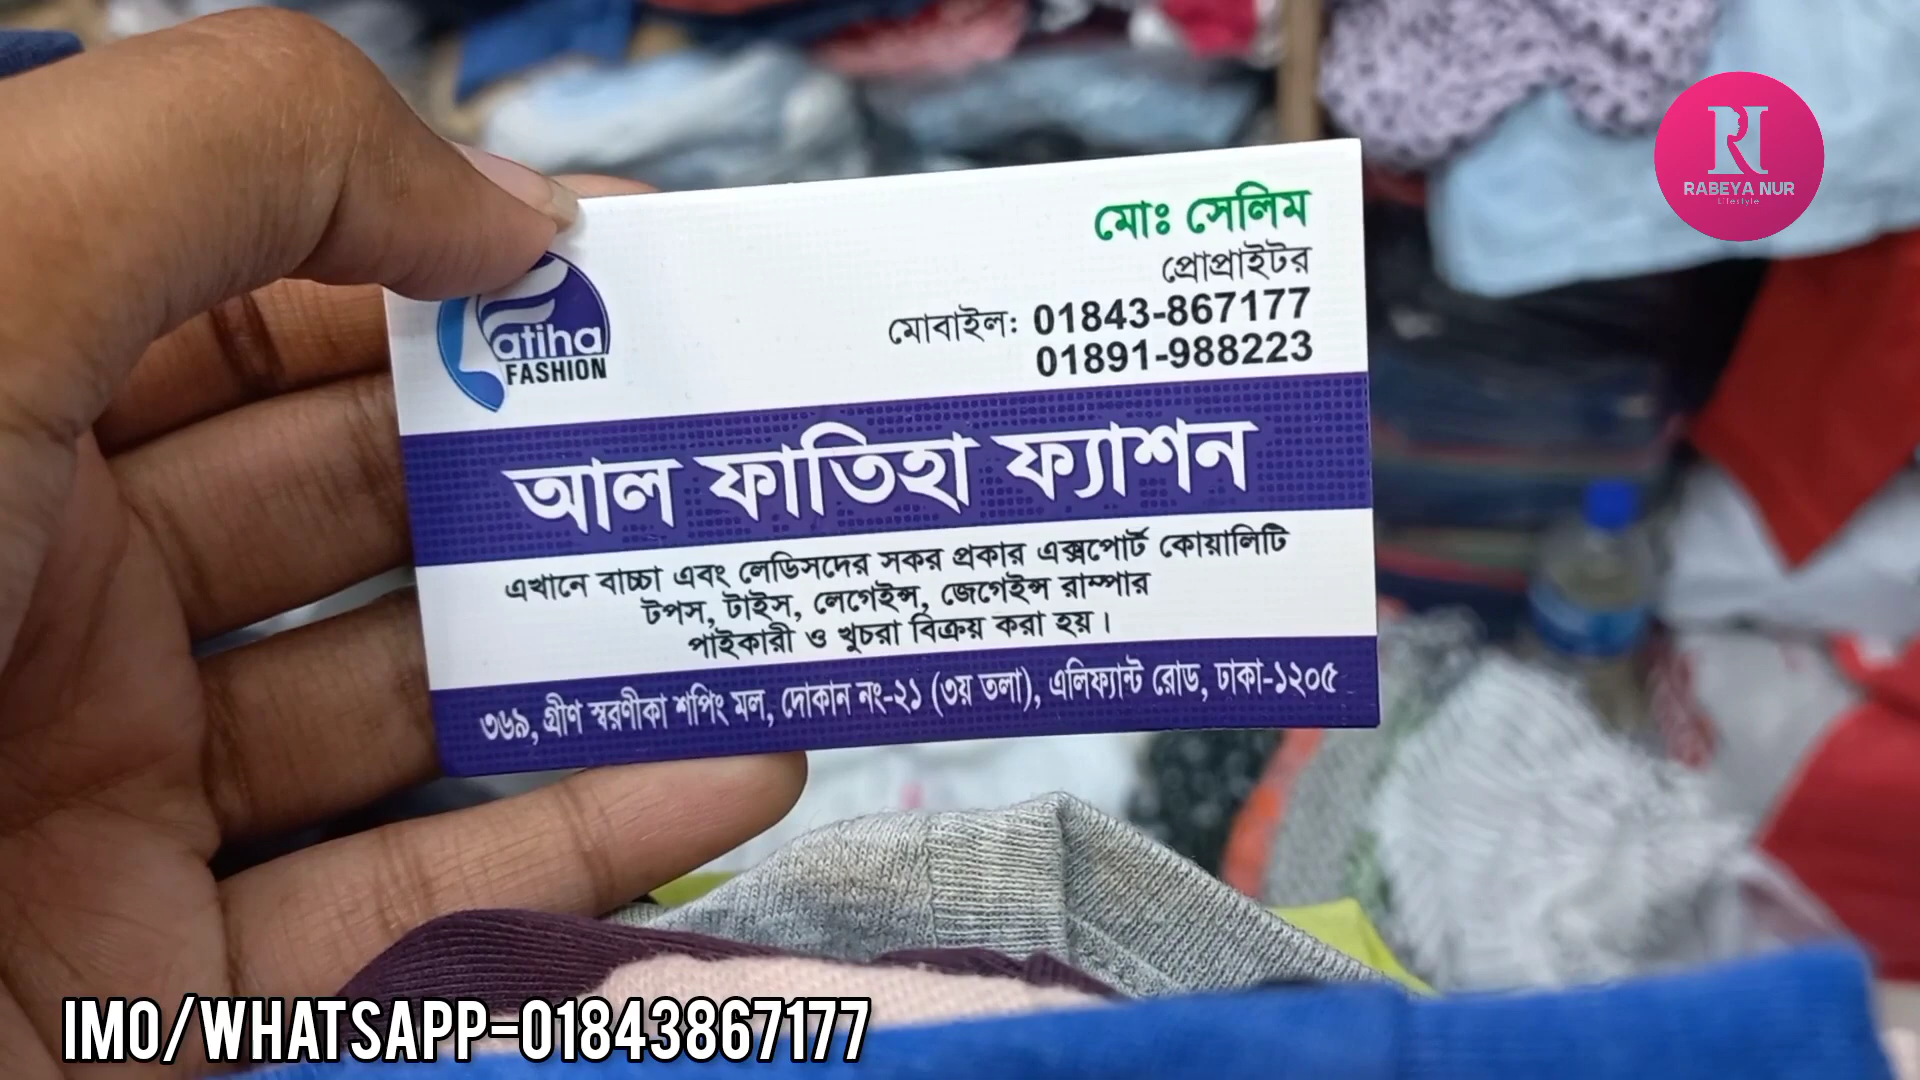 RN
RABEYA NUR
Lifestyle
মোঃ সেলিম
প্রোপ্রাইটর
মোবাইল: 01843-867177
01891-988223
Fatiha
FASHION
আল ফাতিহা ফ্যাশন
এখানে বাচ্চা এবং লেডিসদের সকর প্রকার এক্সপোর্ট কোয়ালিটি
টপস, টাইস, লেগেইন্স, জেগেইন্স রাম্পার
পাইকারী ও খুচরা বিক্রয় করা হয়।
৩৬৯, গ্রীণ স্বরণীকা শপিং মল, দোকান নং-২১ (৩য় তলা), এলিফ্যান্ট রোড, ঢাকা-১২০৫
IMO/WHATSAPP-01843867177